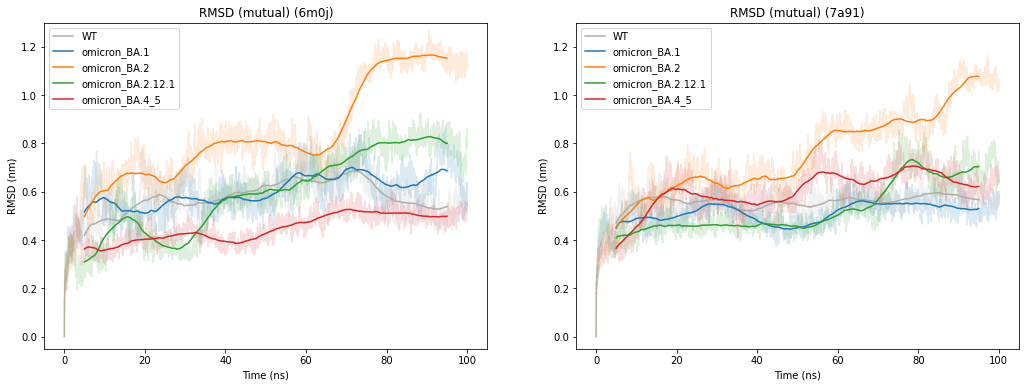 RMSD (mutual) (6m0j)
WT
omicron_BA.1
omicron_BA.2
omicron_BA.2.12.1
omicron_BA.4_5
1.2
1.0
0.8
0.6
0.4
0.2
0.0
RMSD (nm)
0 20 40 60 80 100
Time (ns)
RMSD (mutual) (7a91)
WT
omicron_BA.1
omicron_BA.2
omicron_BA.2.12.1
omicron_BA.4_5
1.2
1.0
0.8
0.6
0.4
0.2
0.0
RMSD (nm)
0 20 40 60 80 100
Time (ns)